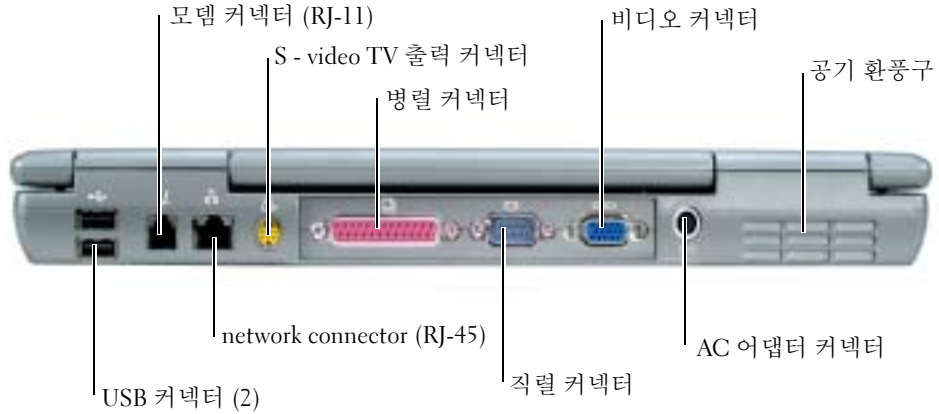 모뎀 커넥터 (RJ-11)
비디오 커넥터
S - video TV 출력 커넥터
공기 환풍구
병렬 커넥터
network connector (RJ-45)
AC 어댑터 커넥터
직렬 커넥터
USB 커넥터 (2)